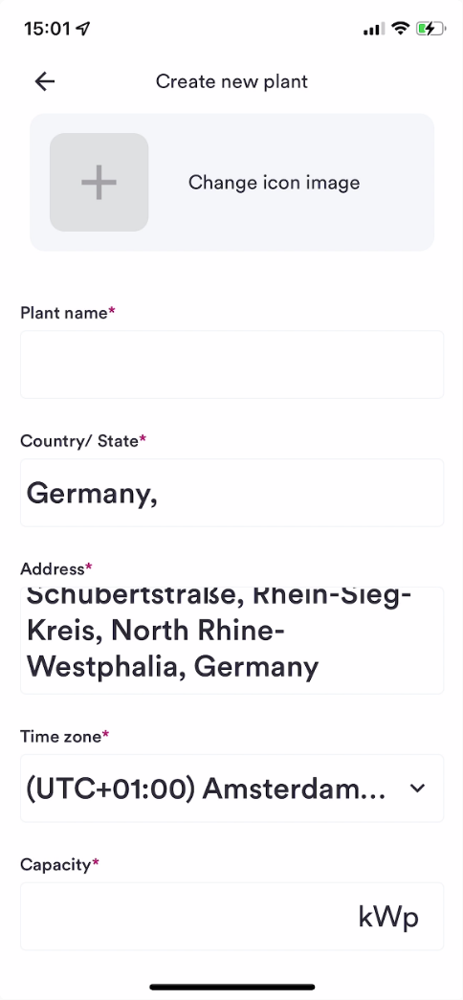 15:01
Create new plant
Change icon image
Plant name*
Country/ State*
Germany,
Address*
Schubertstraße, Rhein-Sieg-
Kreis, North Rhine-
Westphalia, Germany
Time zone*
(UTC+01:00) Amsterdam...
Capacity*
kWp